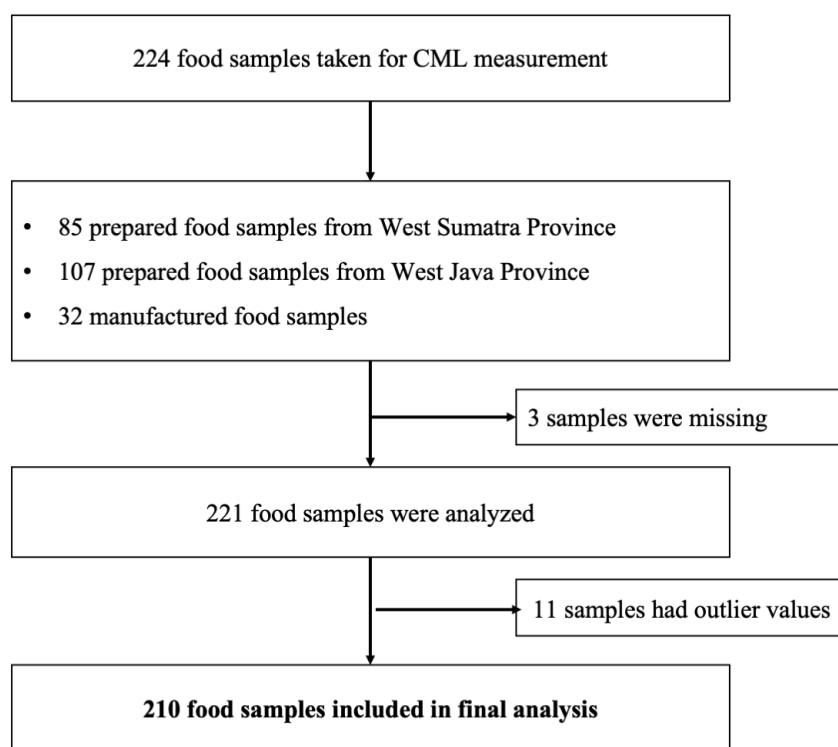 224 food samples taken for CML measurement
• 85 prepared food samples from West Sumatra Province
• 107 prepared food samples from West Java Province
• 32 manufactured food samples
3 samples were missing
221 food samples were analyzed
11 samples had outlier values
210 food samples included in final analysis